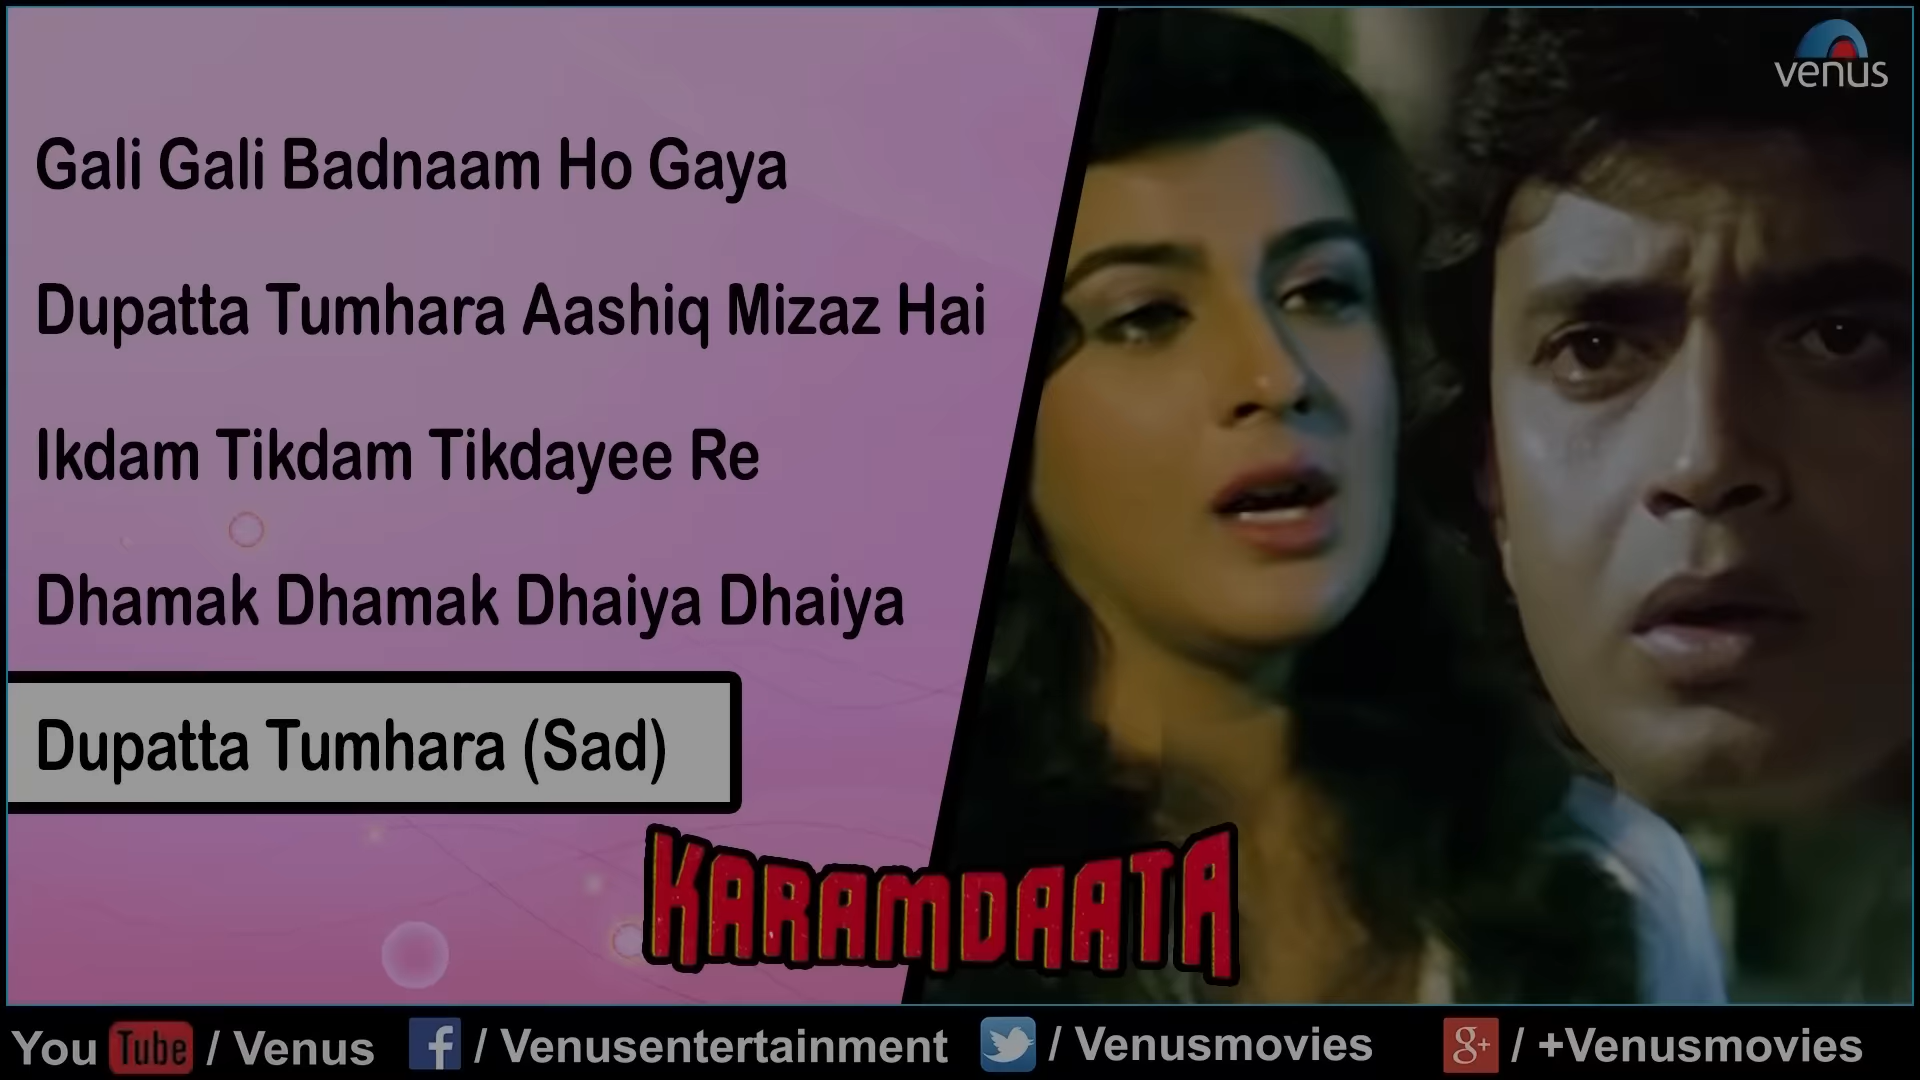 venus
Gali Gali Badnaam Ho Gaya
Dupatta Tumhara Aashiq Mizaz Hai
Ikdam Tikdam Tikdayee Re
Dhamak Dhamak Dhaiya Dhaiya
Dupatta Tumhara (Sad)
KARAMDAATA
You Tube / Venus f / Venusentertainment / Venusmovies g+ / +Venusmovies